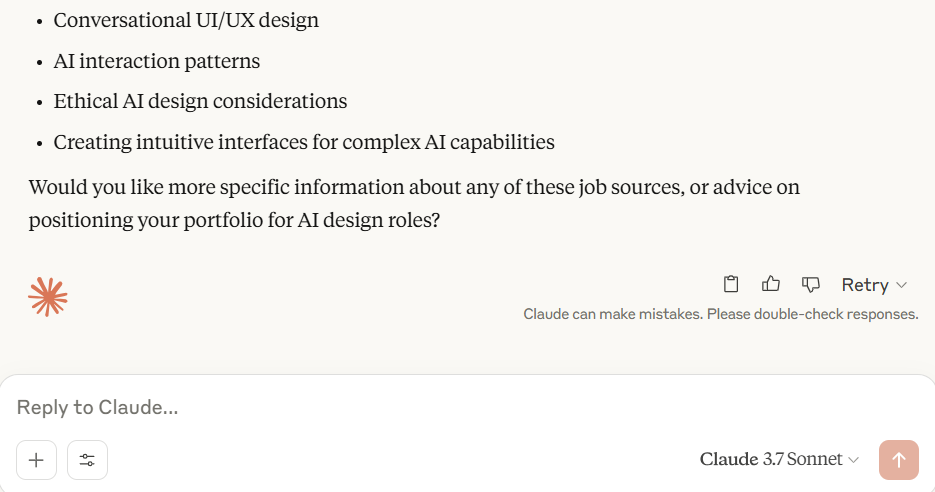 Conversational UI/UX design
AI interaction patterns
Ethical AI design considerations
Creating intuitive interfaces for complex AI capabilities
Would you like more specific information about any of these job sources, or advice on
positioning your portfolio for AI design roles?
Retry
Claude can make mistakes. Please double-check responses.
Reply to Claude...
Claude 3.7 Sonnet